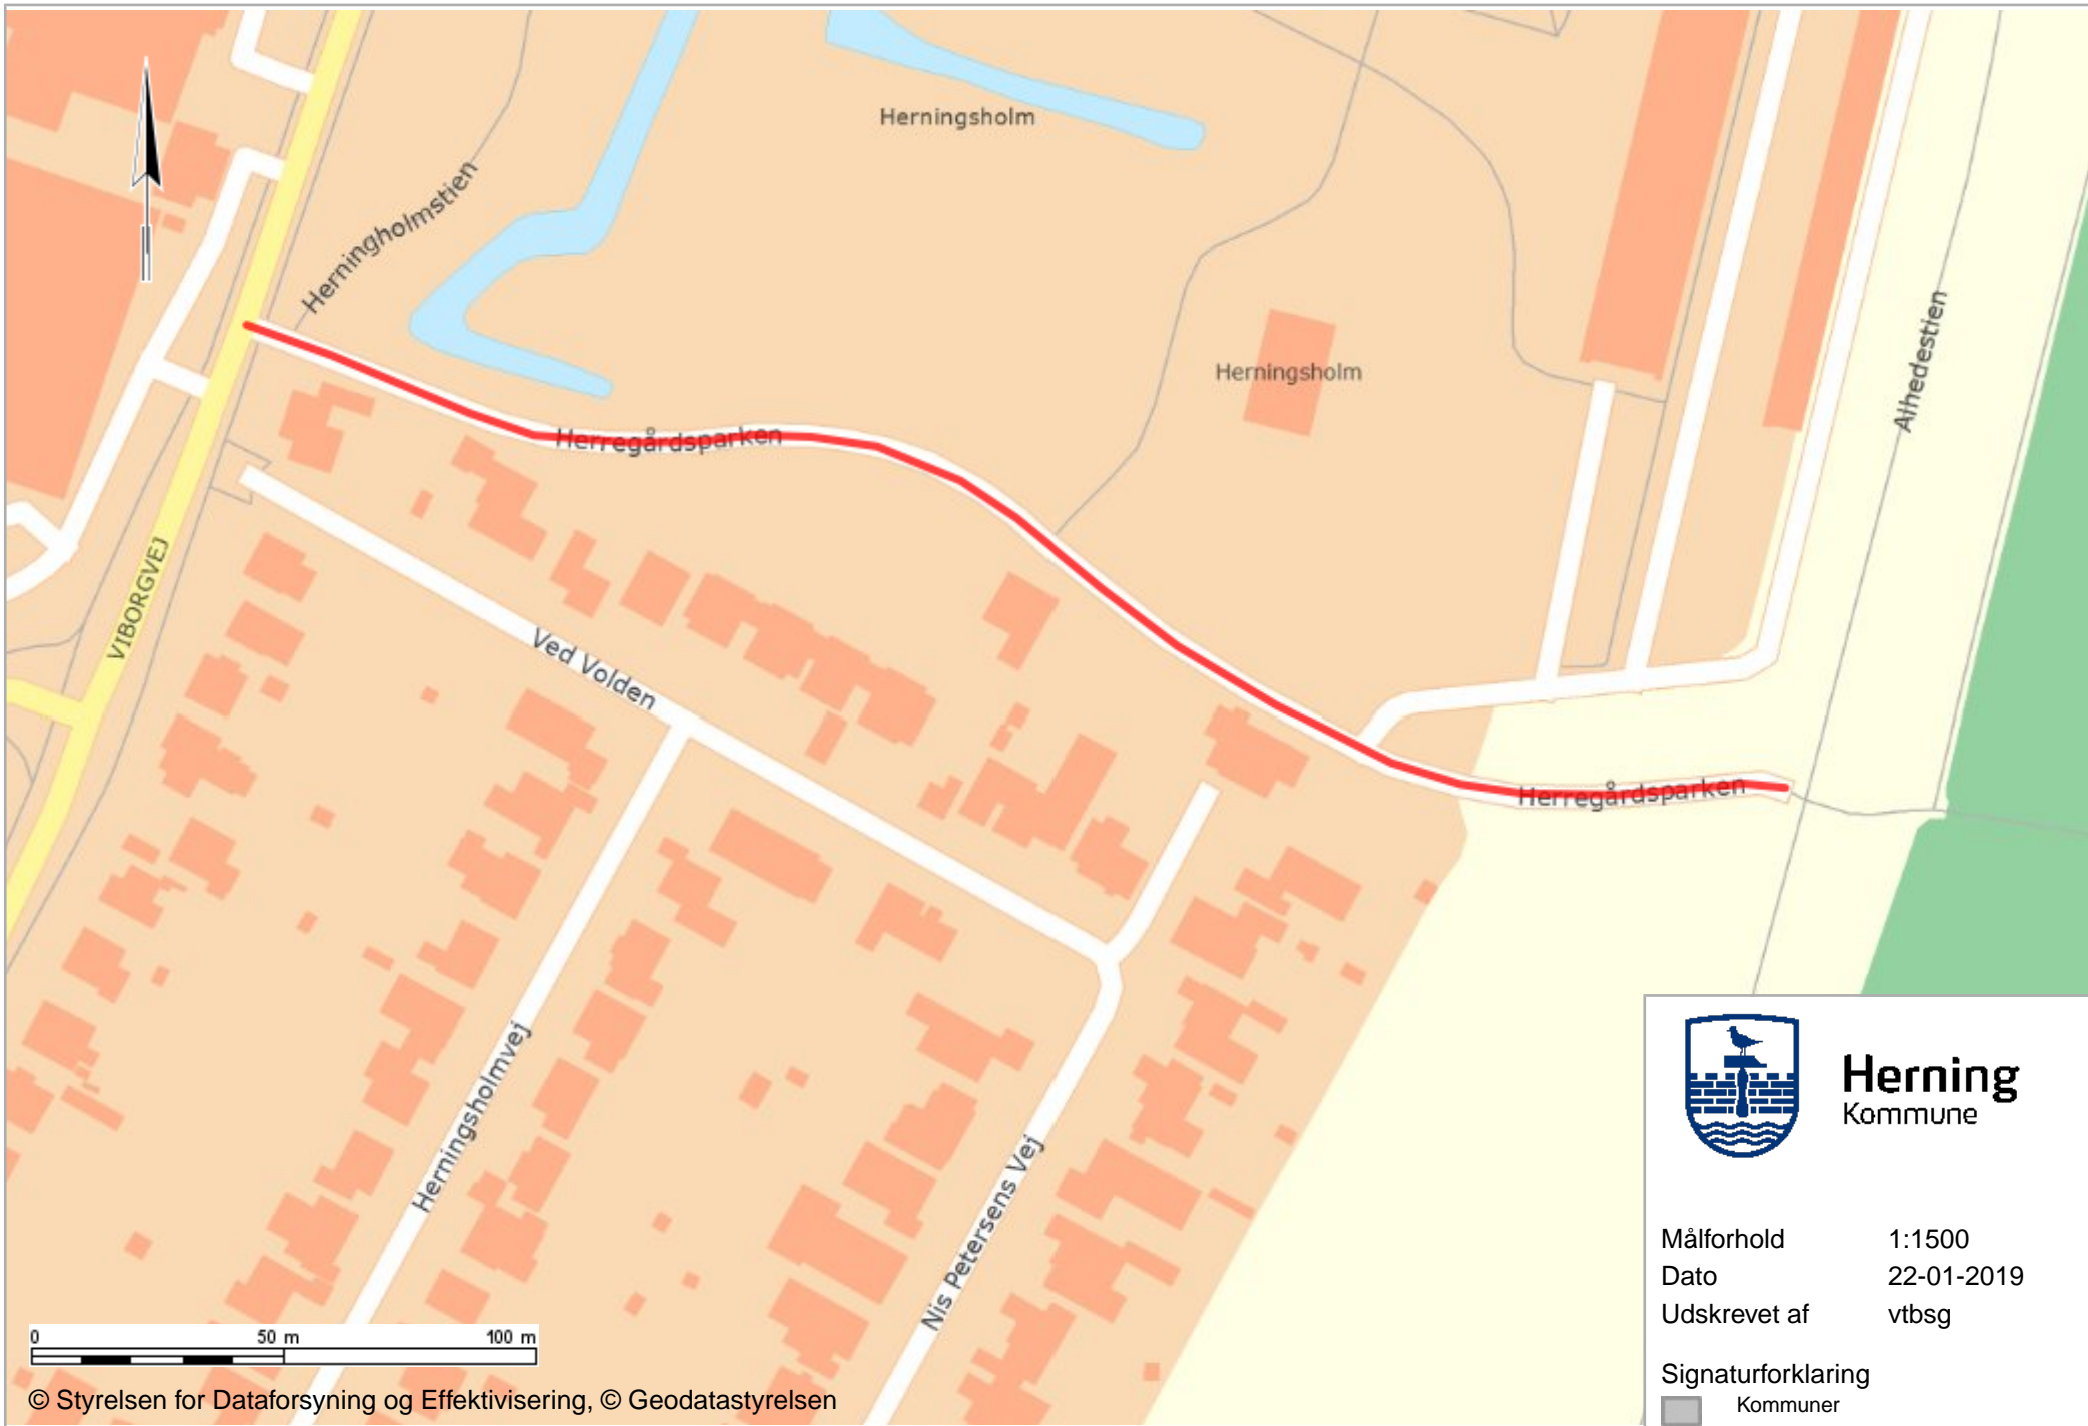 Herningsholm
Herningholmstien
Herningsholm
Alhedestien
Herregårdsparken
VIBORGVEJ
Ved Volden
Herregårdsparken
Herningsholmvej
Nis Petersens Vej
Herning
Kommune
Målforhold 1:1500
Dato 22-01-2019
Udskrevet af vtbsg
Signaturforklaring
Kommuner
0 50 m 100 m
© Styrelsen for Dataforsyning og Effektivisering, © Geodatastyrelsen